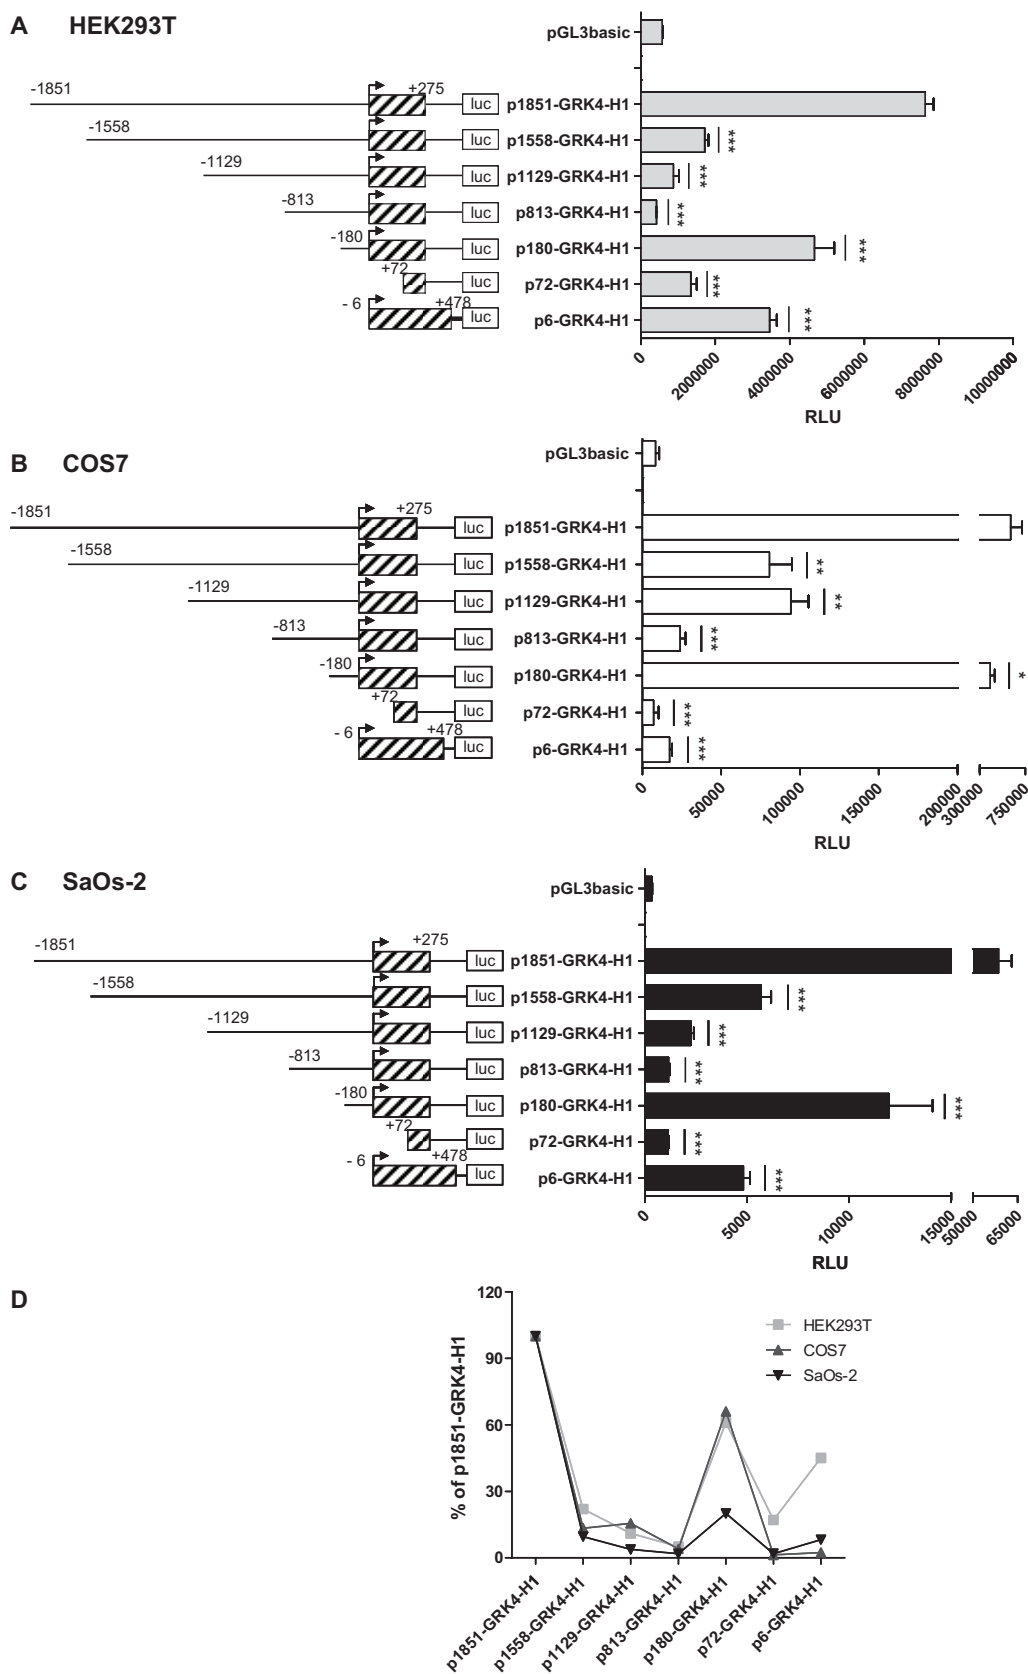 A HEK293T
pGL3basic
-1851 +275 luc p1851-GRK4-H1
-1558 luc p1558-GRK4-H1 ***
-1129 luc p1129-GRK4-H1 ***
-813 luc p813-GRK4-H1 ***
-180 luc p180-GRK4-H1 ***
+72 luc p72-GRK4-H1 ***
- 6 +478 luc p6-GRK4-H1 ***
0 2000000 4000000 6000000 8000000 10000000
RLU
B COS7
pGL3basic
-1851 +275 luc p1851-GRK4-H1
-1558 luc p1558-GRK4-H1 **
-1129 luc p1129-GRK4-H1 **
-813 luc p813-GRK4-H1 ***
-180 luc p180-GRK4-H1 *
+72 luc p72-GRK4-H1 ***
- 6 +478 luc p6-GRK4-H1 ***
0 50000 100000 150000 200000 300000 750000
RLU
C SaOs-2
pGL3basic
-1851 +275 luc p1851-GRK4-H1
-1558 luc p1558-GRK4-H1 ***
-1129 luc p1129-GRK4-H1 ***
-813 luc p813-GRK4-H1 ***
-180 luc p180-GRK4-H1 ***
+72 luc p72-GRK4-H1 ***
- 6 +478 luc p6-GRK4-H1 ***
0 5000 10000 15000 50000 65000
RLU
D
% of p1851-GRK4-H1
120
90
60
30
0
HEK293T
COS7
SaOs-2
p1851-GRK4-H1
p1558-GRK4-H1
p1129-GRK4-H1
p813-GRK4-H1
p180-GRK4-H1
p72-GRK4-H1
p6-GRK4-H1